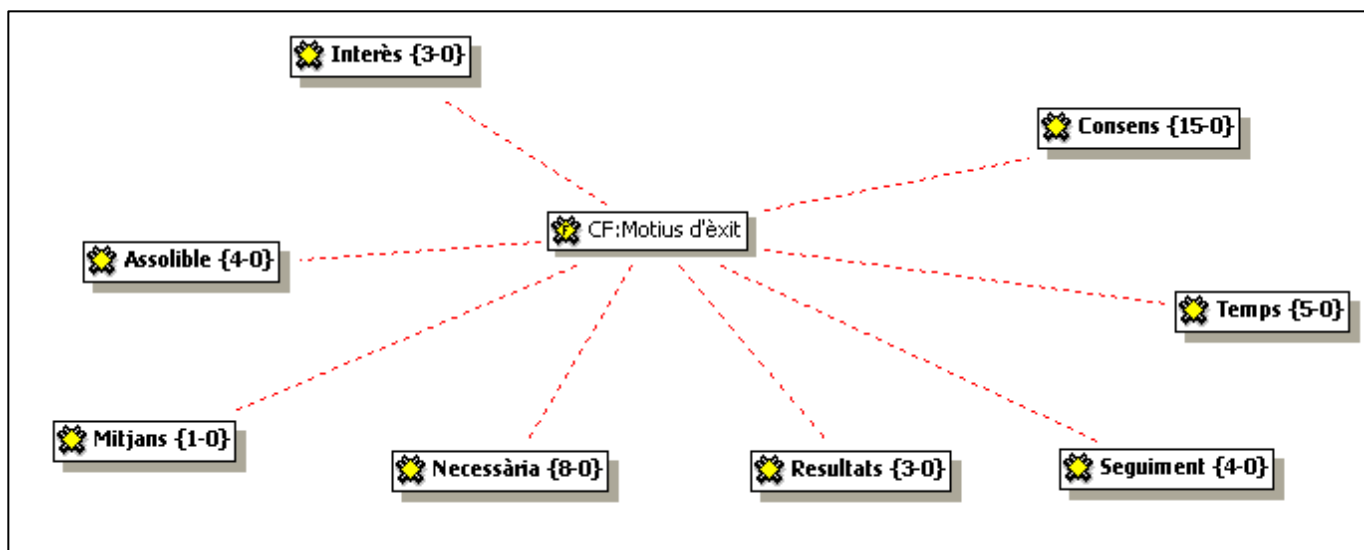 Interès {3-0}
Consens {15-0}
CF:Motius d'èxit
Assolible {4-0}
Temps {5-0}
Mitjans {1-0}
Necessària {8-0}
Resultats {3-0}
Seguiment {4-0}